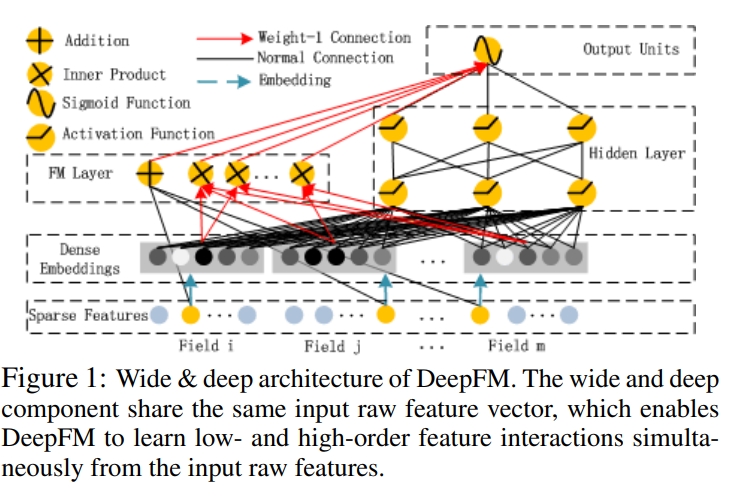 Addition
Inner Product
Sigmoid Function
Activation Function
Weight-1 Connection
Normal Connection
Embedding
Output Units
Hidden Layer
FM Layer
...
Dense
Embeddings
...
Sparse Features
... ... ... ...
Field i Field j ... Field m
Figure 1: Wide & deep architecture of DeepFM. The wide and deep
component share the same input raw feature vector, which enables
DeepFM to learn low- and high-order feature interactions simulta-
neously from the input raw features.